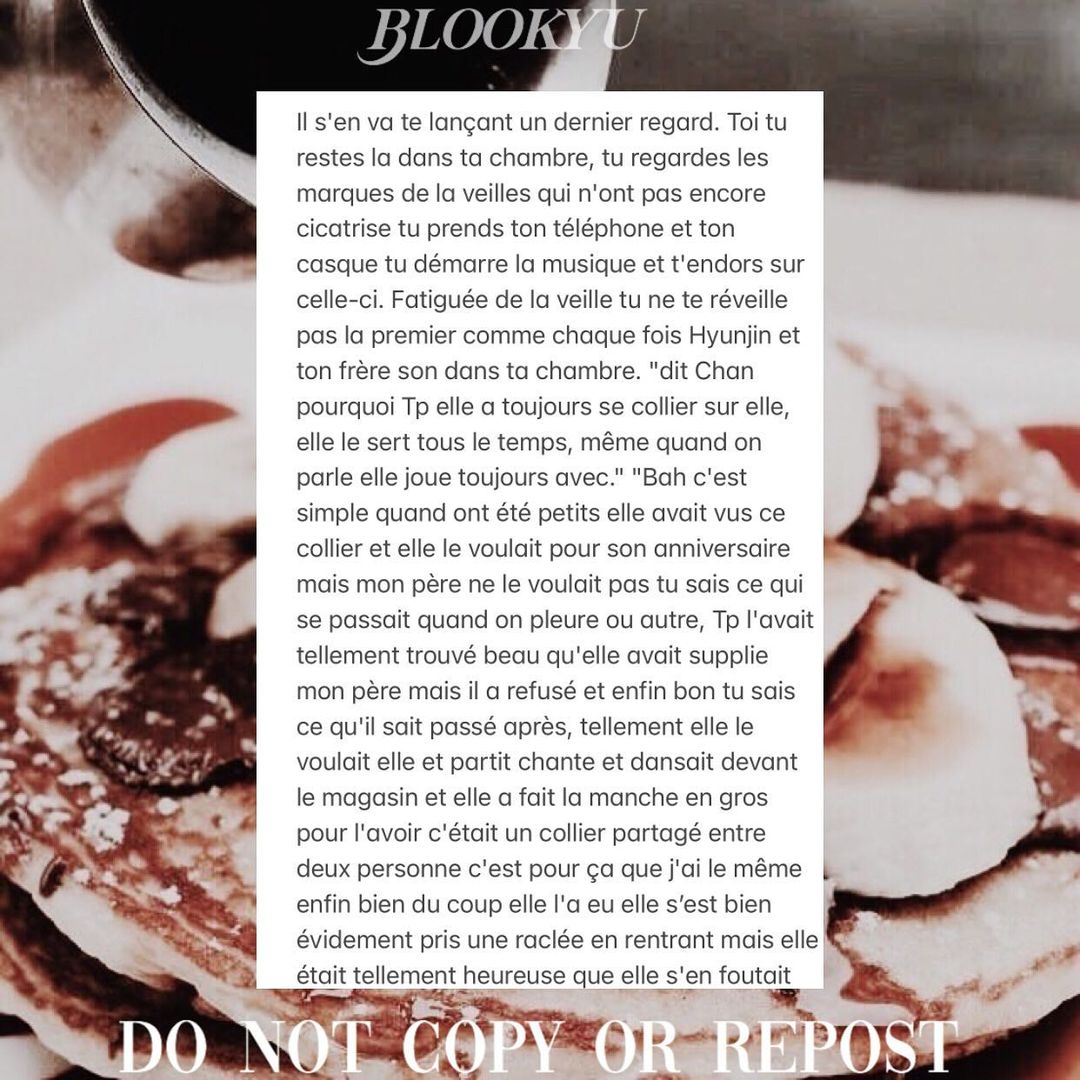 BLOOKYU
Il s'en va te lançant un dernier regard. Toi tu
restes la dans ta chambre, tu regardes les
marques de la veilles qui n'ont pas encore
cicatrise tu prends ton téléphone et ton
casque tu démarre la musique et t'endors sur
celle-ci. Fatiguée de la veille tu ne te réveille
pas la premier comme chaque fois Hyunjin et
ton frère son dans ta chambre. "dit Chan
pourquoi Tp elle a toujours se collier sur elle,
elle le sert tous le temps, même quand on
parle elle joue toujours avec." "Bah c'est
simple quand ont été petits elle avait vus ce
collier et elle le voulait pour son anniversaire
mais mon père ne le voulait pas tu sais ce qui
se passait quand on pleure ou autre, Tp l'avait
tellement trouvé beau qu'elle avait supplie
mon père mais il a refusé et enfin bon tu sais
ce qu'il sait passé après, tellement elle le
voulait elle et partit chante et dansait devant
le magasin et elle a fait la manche en gros
pour l'avoir c'était un collier partagé entre
deux personne c'est pour ça que j'ai le même
enfin bien du coup elle l'a eu elle s’est bien
évidement pris une raclée en rentrant mais elle
était tellement heureuse que elle s'en foutait
DO NOT COPY OR REPOST